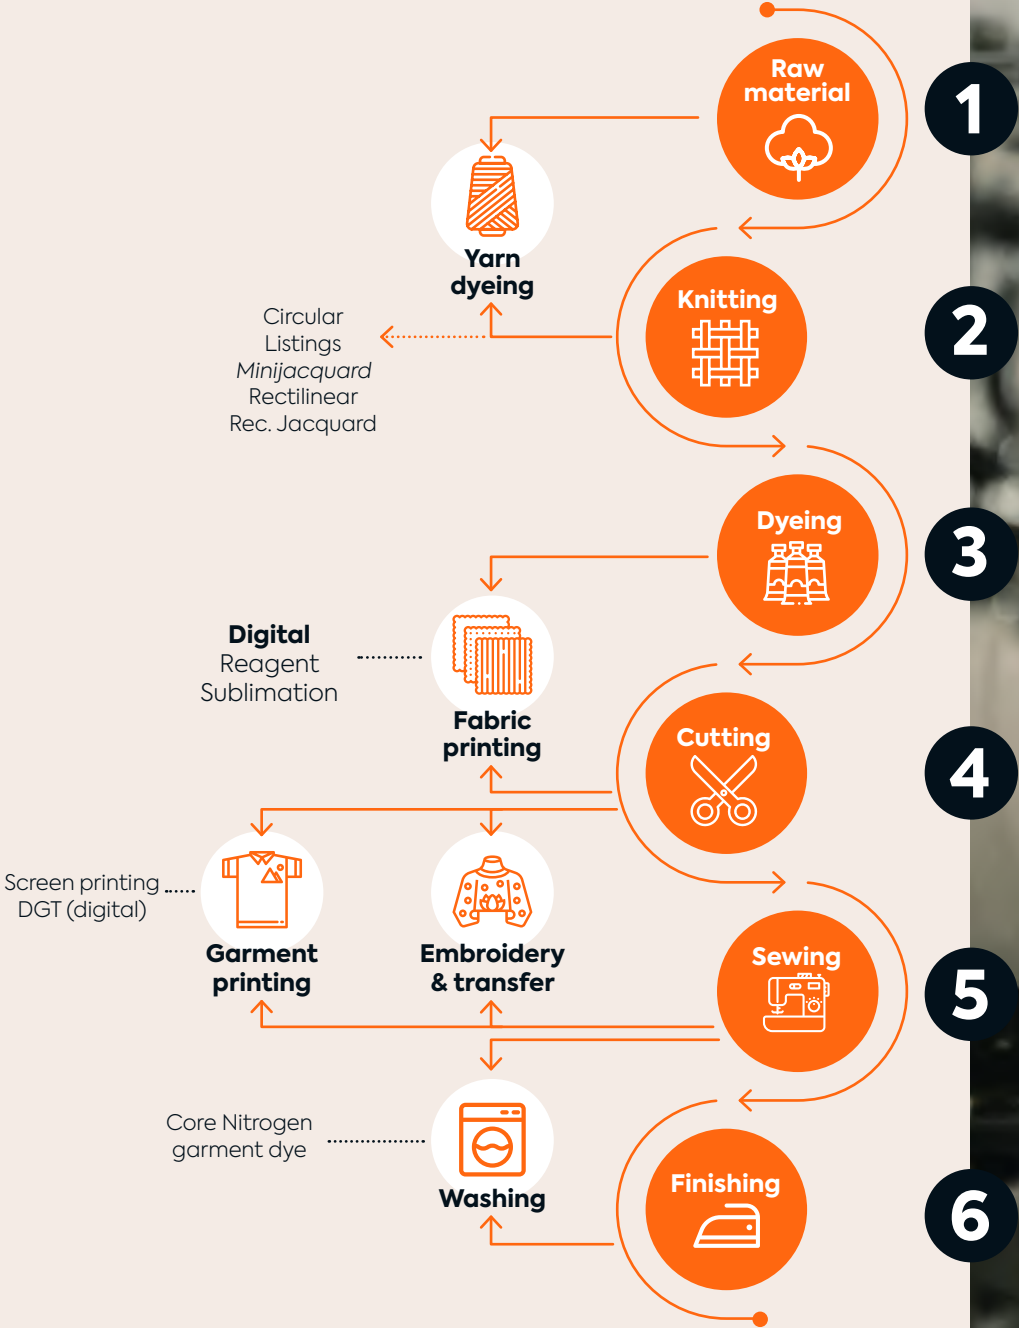 Raw
material
1
Yarn
dyeing
Knitting
2
Circular
Listings
Minijacquard
Rectilinear
Rec. Jacquard
Dyeing
3
Digital
Reagent
Sublimation
Fabric
printing
Cutting
4
Screen printing
DGT (digital)
Garment
printing
Embroidery
& transfer
Sewing
5
Core Nitrogen
garment dye
Washing
Finishing
6